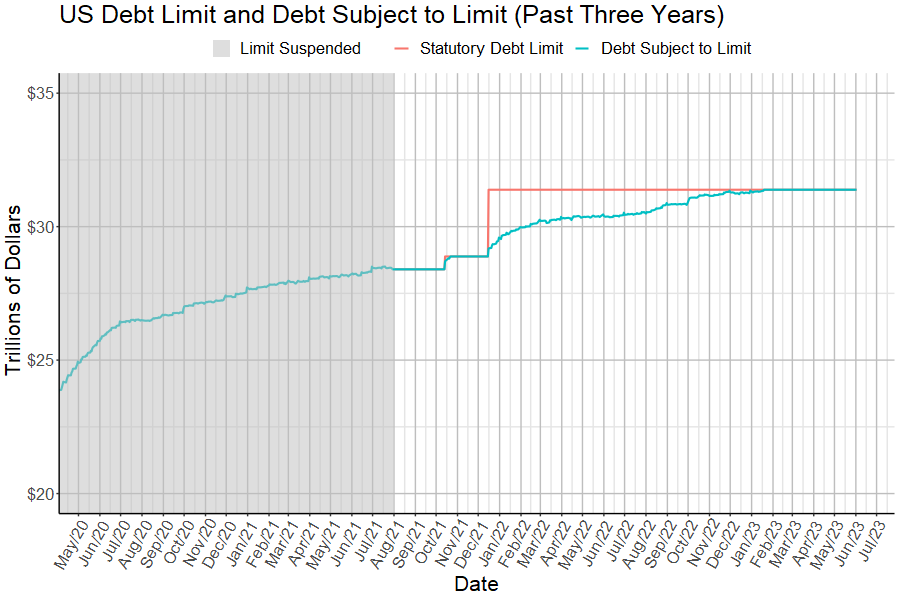 US Debt Limit and Debt Subject to Limit (Past Three Years)
Limit Suspended Statutory Debt Limit Debt Subject to Limit
Trillions of Dollars
$35
$30
$25
$20
May/20 Jun/20 Jul/20 Aug/20 Sep/20 Oct/20 Nov/20 Dec/20 Jan/21 Feb/21 Mar/21 Apr/21 May/21 Jun/21 Jul/21 Aug/21 Sep/21 Oct/21 Nov/21 Dec/21 Jan/22 Feb/22 Mar/22 Apr/22 May/22 Jun/22 Jul/22 Aug/22 Sep/22 Oct/22 Nov/22 Dec/22 Jan/23 Feb/23 Mar/23 Apr/23 May/23 Jun/23 Jul/23
Date